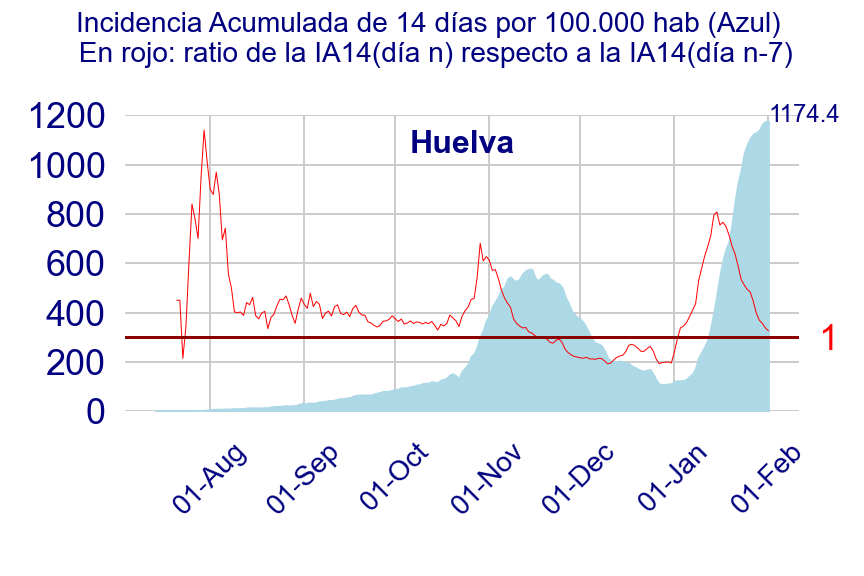 Incidencia Acumulada de 14 días por 100.000 hab (Azul)
En rojo: ratio de la IA14(día n) respecto a la IA14(día n-7)
1200
1174.4
Huelva
1000
800
600
400
1
200
0
01-Aug
01-Sep
01-Oct
01-Nov
01-Dec
01-Jan
01-Feb